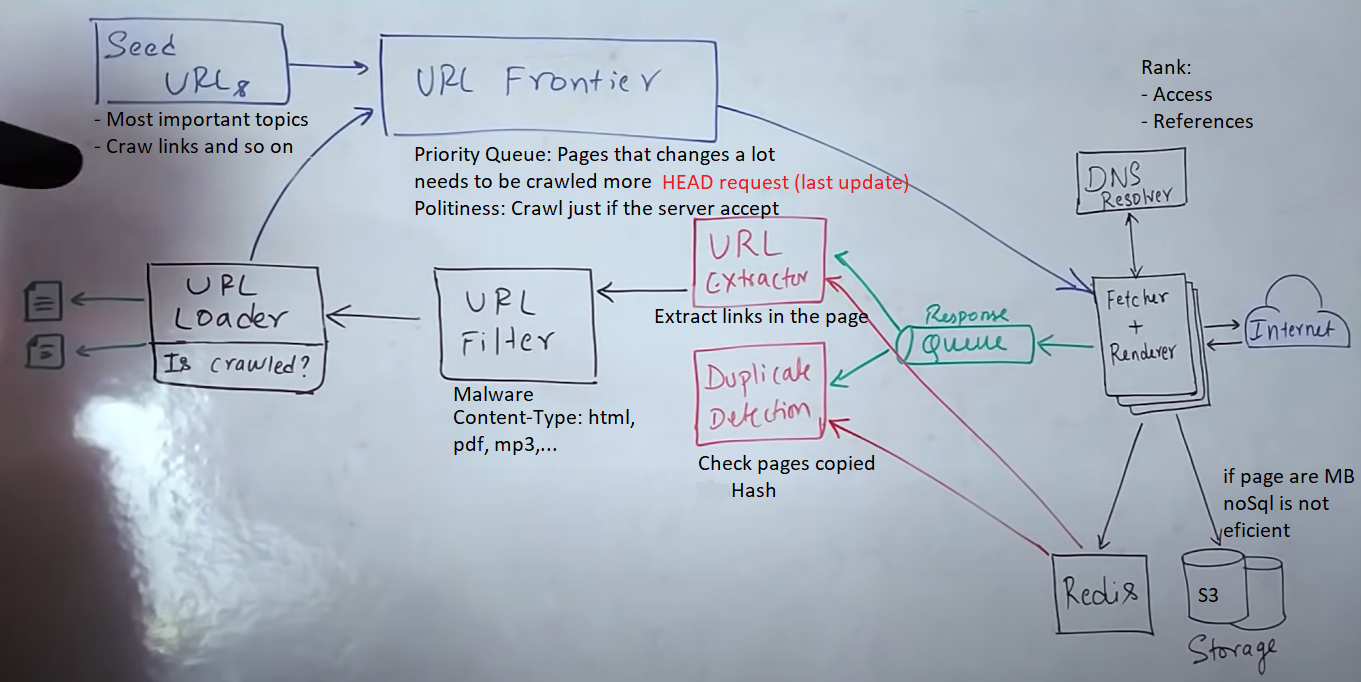 Seed
URLs
- Most important topics
- Craw links and so on
URL Frontier
Priority Queue: Pages that changes a lot
needs to be crawled more HEAD request (last update)
Politiness: Crawl just if the server accept
Rank:
- Access
- References
DNS
Resolver
Fetcher
+
Renderer
Internet
Response
Queue
URL
Extractor
Extract links in the page
Duplicate
Detection
Check pages copied
Hash
URL
Filter
Malware
Content-Type: html,
pdf, mp3,...
URL
Loader
Is crawled?
Redis
if page are MB
noSql is not
eficient
S3
Storage